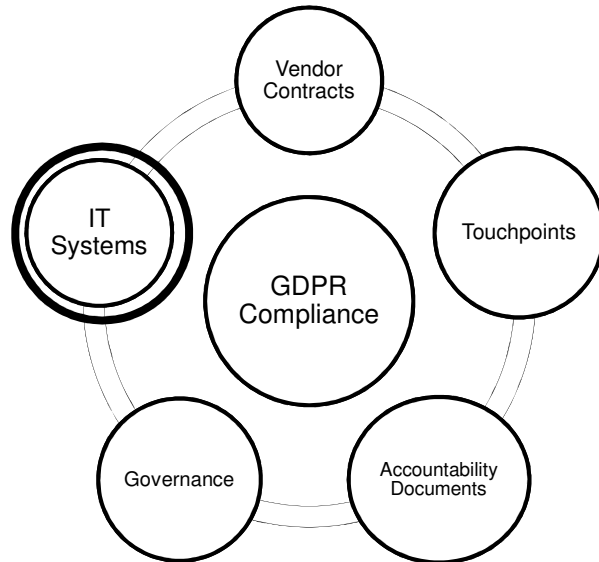 Vendor
Contracts
IT
Systems
Touchpoints
GDPR
Compliance
Governance
Accountability
Documents